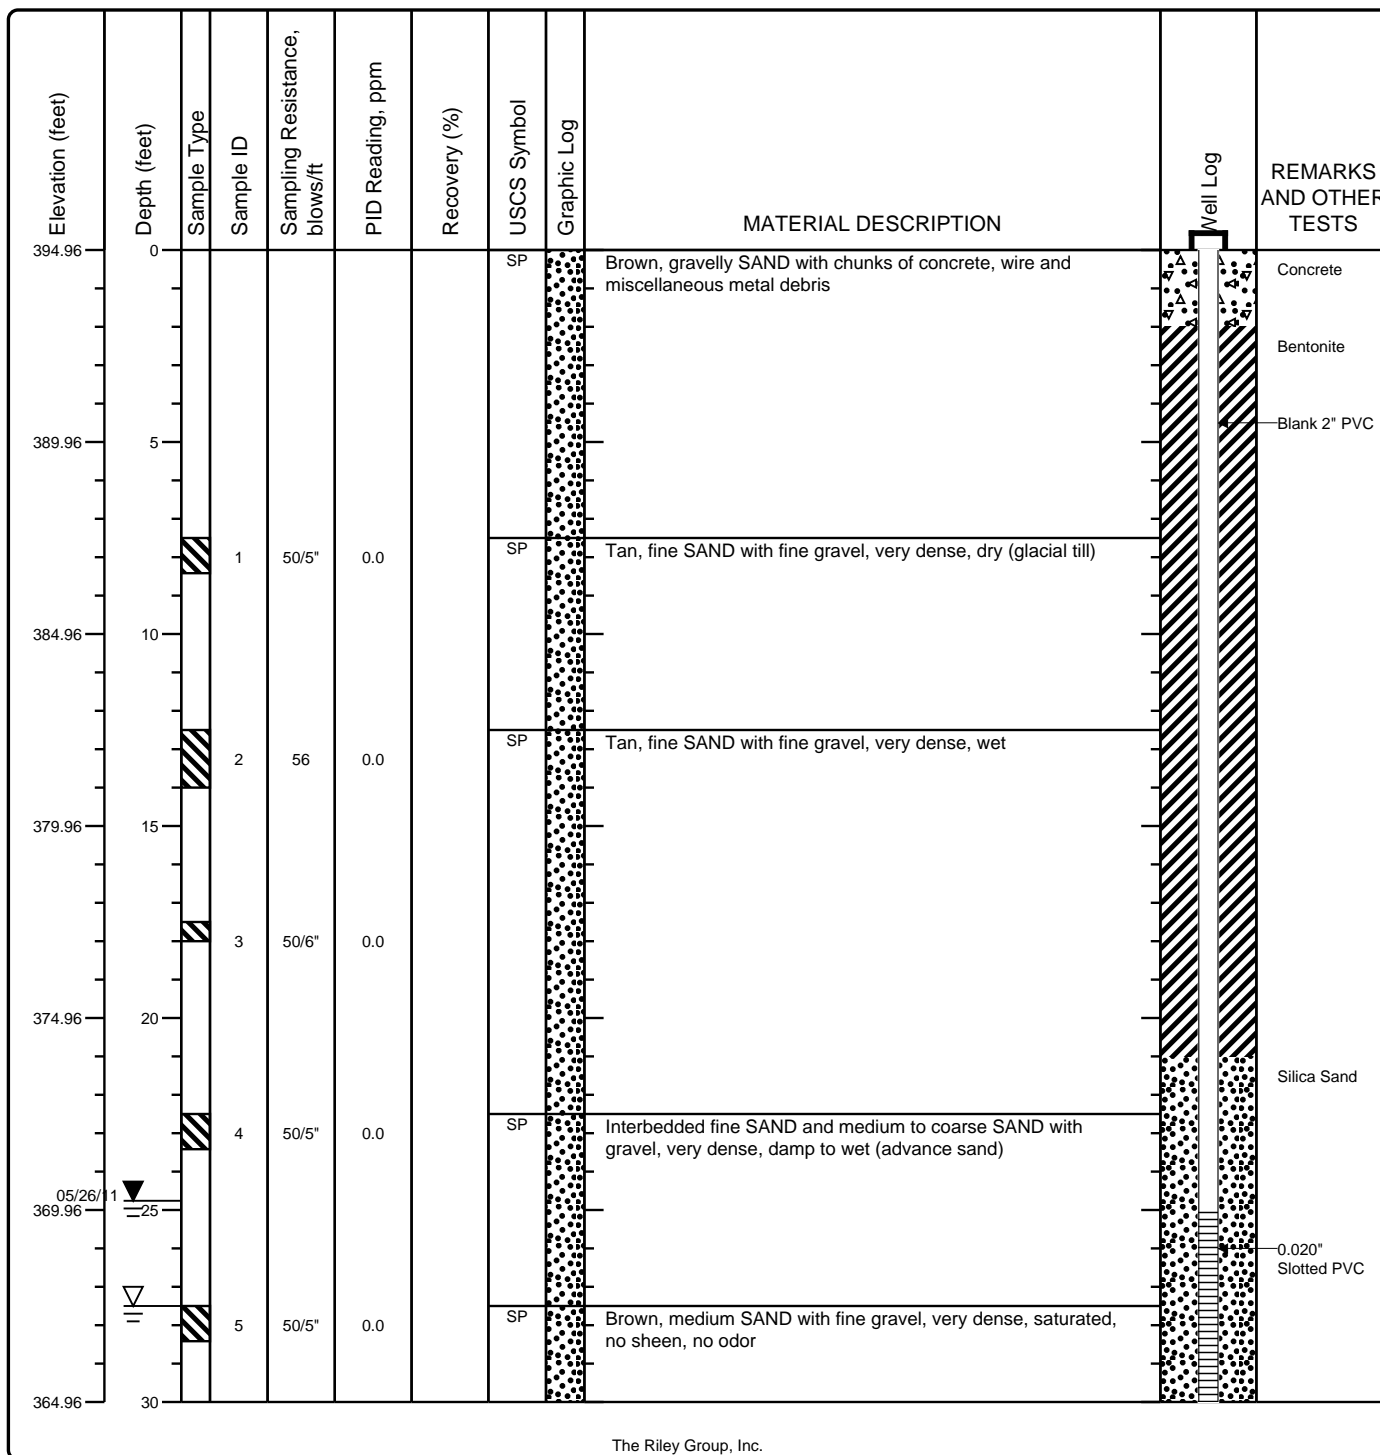 Elevation (feet)
Depth (feet)
Sample Type
Sample ID
Sampling Resistance,
blows/ft
PID Reading, ppm
Recovery (%)
USCS Symbol
Graphic Log
MATERIAL DESCRIPTION
Well Log
REMARKS
AND OTHER
TESTS
394.96
0
SP
Brown, gravelly SAND with chunks of concrete, wire and
miscellaneous metal debris
Concrete
Bentonite
Blank 2" PVC
389.96
5
1
50/5"
0.0
SP
Tan, fine SAND with fine gravel, very dense, dry (glacial till)
384.96
10
SP
Tan, fine SAND with fine gravel, very dense, wet
2
56
0.0
379.96
15
3
50/6"
0.0
374.96
20
Silica Sand
SP
Interbedded fine SAND and medium to coarse SAND with
gravel, very dense, damp to wet (advance sand)
4
50/5"
0.0
05/26/11
369.96
25
0.020"
Slotted PVC
SP
Brown, medium SAND with fine gravel, very dense, saturated,
no sheen, no odor
5
50/5"
0.0
364.96
30
The Riley Group, Inc.